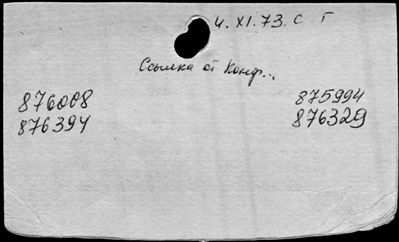 4. XI. 73. с. Г
Ссылка от Конф...
876008 875994
876394 876329